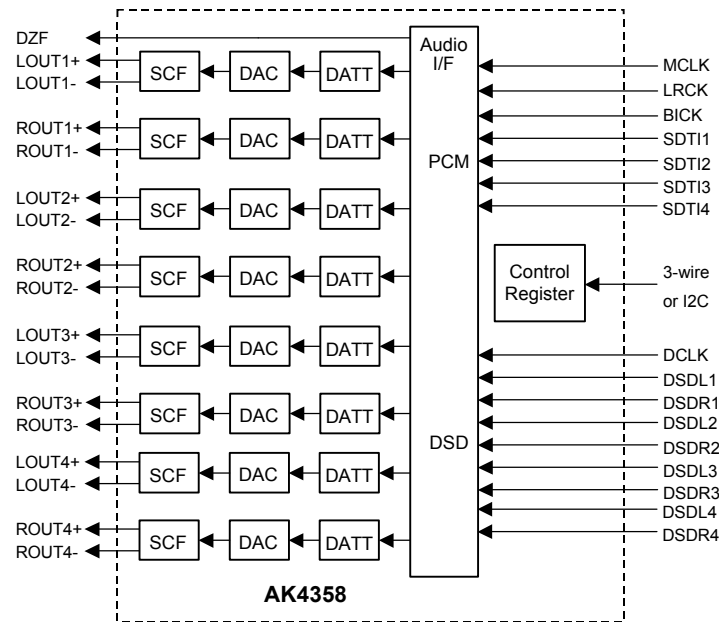 DZF
LOUT1+
LOUT1-
ROUT1+
ROUT1-
LOUT2+
LOUT2-
ROUT2+
ROUT2-
LOUT3+
LOUT3-
ROUT3+
ROUT3-
LOUT4+
LOUT4-
ROUT4+
ROUT4-
SCF DAC DATT
SCF DAC DATT
SCF DAC DATT
SCF DAC DATT
SCF DAC DATT
SCF DAC DATT
SCF DAC DATT
SCF DAC DATT
Audio
I/F
PCM
DSD
Control
Register
MCLK
LRCK
BICK
SDTI1
SDTI2
SDTI3
SDTI4
3-wire
or I2C
DCLK
DSDL1
DSDR1
DSDL2
DSDR2
DSDL3
DSDR3
DSDL4
DSDR4
AK4358